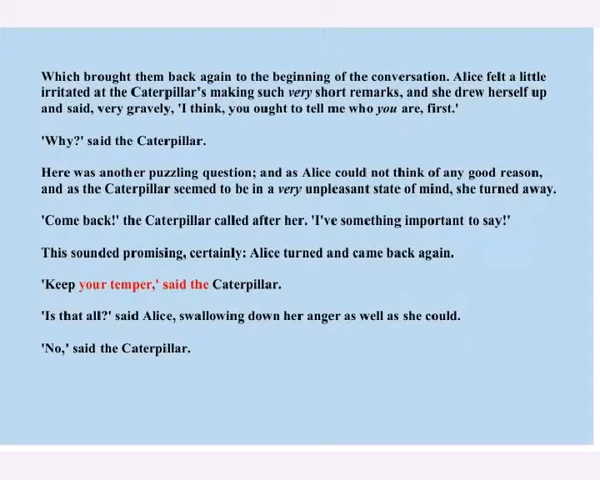 Which brought them back again to the beginning of the conversation. Alice felt a little
irritated at the Caterpillar's making such very short remarks, and she drew herself up
and said, very gravely, 'I think, you ought to tell me who you are, first.'
'Why?' said the Caterpillar.
Here was another puzzling question; and as Alice could not think of any good reason,
and as the Caterpillar seemed to be in a very unpleasant state of mind, she turned away.
'Come back!' the Caterpillar called after her. 'I've something important to say!'
This sounded promising, certainly: Alice turned and came back again.
'Keep your temper,' said the Caterpillar.
'Is that all?' said Alice, swallowing down her anger as well as she could.
'No,' said the Caterpillar.